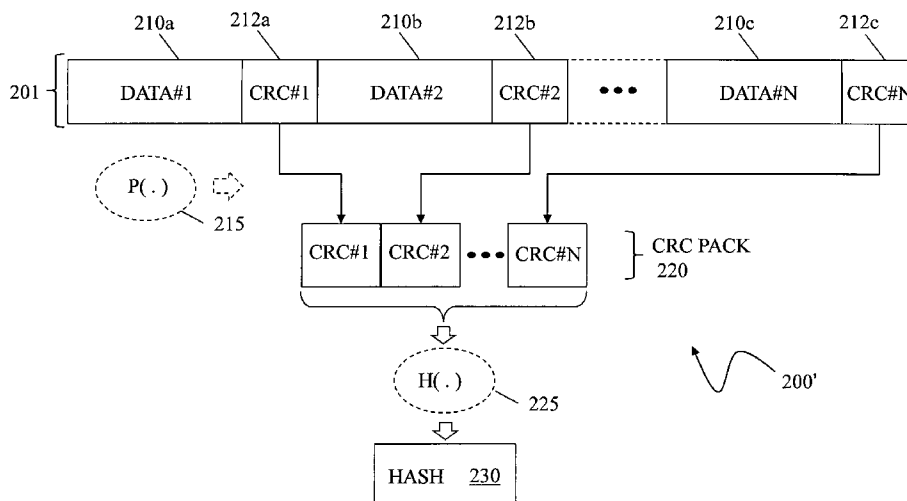 210a 212a 210b 212b 210c 212c
201 DATA#1 CRC#1 DATA#2 CRC#2 DATA#N CRC#N
P( . )
215
CRC#1 CRC#2 CRC#N
CRC PACK
220
H( . )
225
200'
HASH 230